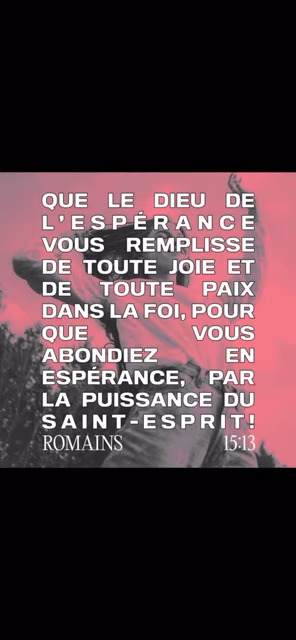 QUE LE DIEU DE
L'ESPÉRANCE
VOUS REMPLISSE
DE TOUTE JOIE ET
DE TOUTE PAIX
DANS LA FOI, POUR
QUE VOUS
ABONDIEZ EN
ESPÉRANCE, PAR
LA PUISSANCE DU
SAINT-ESPRIT!
ROMAINS 15:13